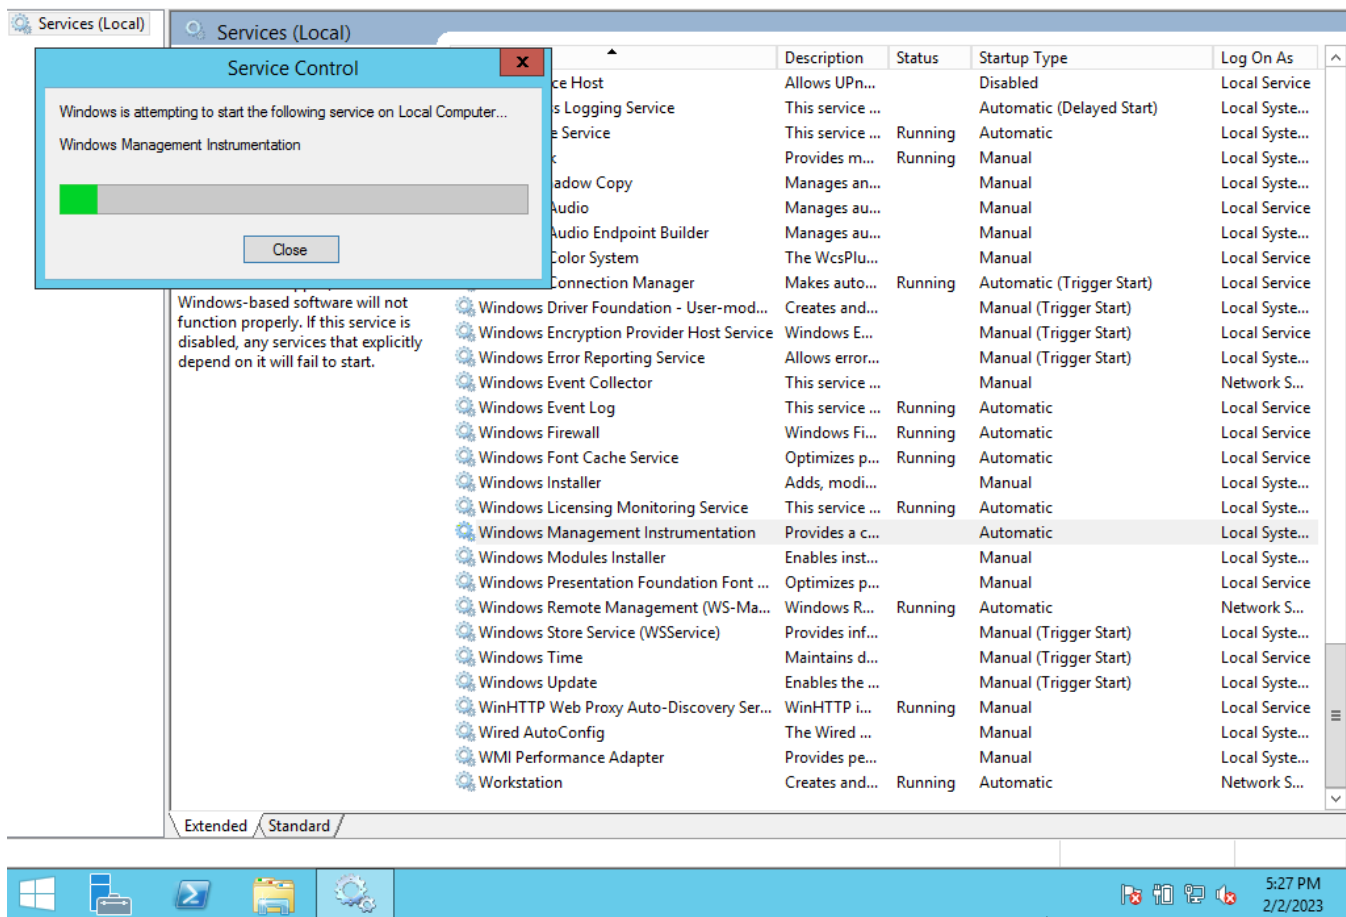 Services (Local)
Services (Local)
Service Control
x
Windows is attempting to start the following service on Local Computer...
Windows Management Instrumentation
Close
Windows-based software will not
function properly. If this service is
disabled, any services that explicitly
depend on it will fail to start.
Description Status Startup Type Log On As
ce Host Allows UPn... Disabled Local Service
s Logging Service This service ... Automatic (Delayed Start) Local Syste...
e Service This service ... Running Automatic Local Syste...
Provides m... Running Manual Local Syste...
adow Copy Manages an... Manual Local Syste...
Audio Manages au... Manual Local Service
Audio Endpoint Builder Manages au... Manual Local Syste...
Color System The WcsPlu... Manual Local Service
Connection Manager Makes auto... Running Automatic (Trigger Start) Local Service
Windows Driver Foundation - User-mod... Creates and... Manual (Trigger Start) Local Syste...
Windows Encryption Provider Host Service Windows E... Manual (Trigger Start) Local Service
Windows Error Reporting Service Allows error... Manual (Trigger Start) Local Syste...
Windows Event Collector This service ... Manual Network S...
Windows Event Log This service ... Running Automatic Local Service
Windows Firewall Windows Fi... Running Automatic Local Service
Windows Font Cache Service Optimizes p... Running Automatic Local Service
Windows Installer Adds, modi... Manual Local Syste...
Windows Licensing Monitoring Service This service ... Running Automatic Local Syste...
Windows Management Instrumentation Provides a c... Automatic Local Syste...
Windows Modules Installer Enables inst... Manual Local Syste...
Windows Presentation Foundation Font ... Optimizes p... Manual Local Service
Windows Remote Management (WS-Ma... Windows R... Running Automatic Network S...
Windows Store Service (WSService) Provides inf... Manual (Trigger Start) Local Syste...
Windows Time Maintains d... Manual (Trigger Start) Local Service
Windows Update Enables the ... Manual (Trigger Start) Local Syste...
WinHTTP Web Proxy Auto-Discovery Ser... WinHTTP i... Running Manual Local Service
Wired AutoConfig The Wired ... Manual Local Syste...
WMI Performance Adapter Provides pe... Manual Local Syste...
Workstation Creates and... Running Automatic Network S...
Extended Standard
5:27 PM
2/2/2023